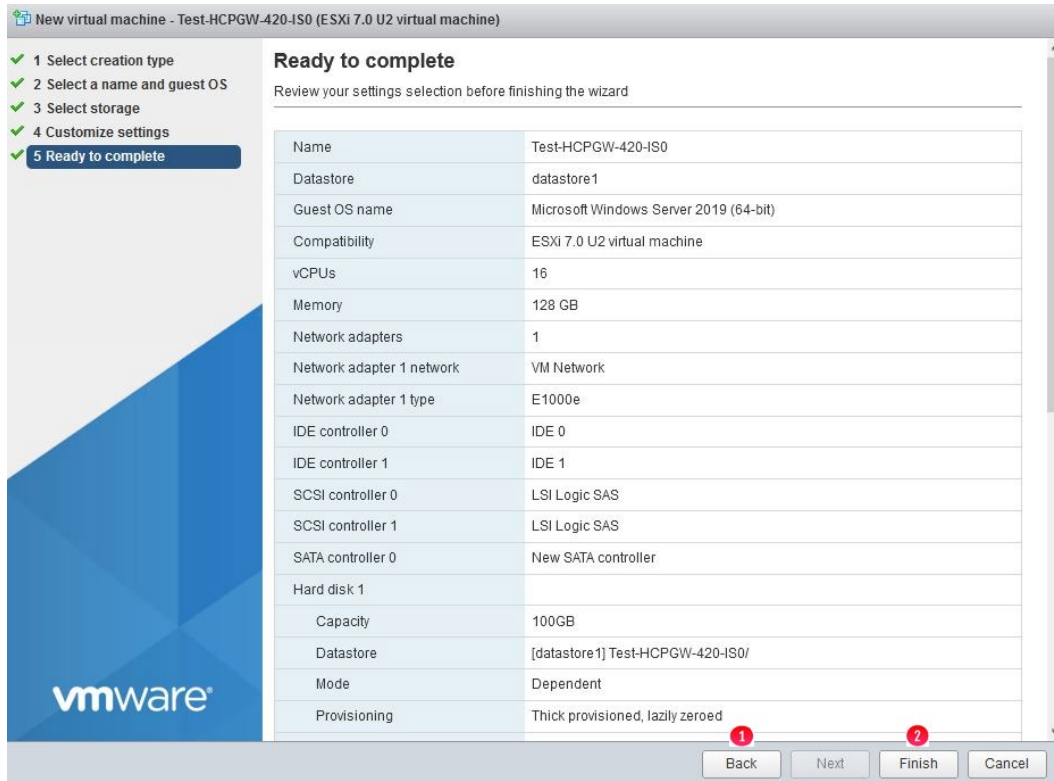 New virtual machine - Test-HCPGW-420-IS0 (ESXi 7.0 U2 virtual machine)
1 Select creation type
2 Select a name and guest OS
3 Select storage
4 Customize settings
5 Ready to complete
Ready to complete
Review your settings selection before finishing the wizard
Name Test-HCPGW-420-IS0
Datastore datastore1
Guest OS name Microsoft Windows Server 2019 (64-bit)
Compatibility ESXi 7.0 U2 virtual machine
vCPUs 16
Memory 128 GB
Network adapters 1
Network adapter 1 network VM Network
Network adapter 1 type E1000e
IDE controller 0 IDE 0
IDE controller 1 IDE 1
SCSI controller 0 LSI Logic SAS
SCSI controller 1 LSI Logic SAS
SATA controller 0 New SATA controller
Hard disk 1
Capacity 100GB
Datastore [datastore1] Test-HCPGW-420-IS0/
Mode Dependent
Provisioning Thick provisioned, lazily zeroed
vmware
1 2
Back Next Finish Cancel